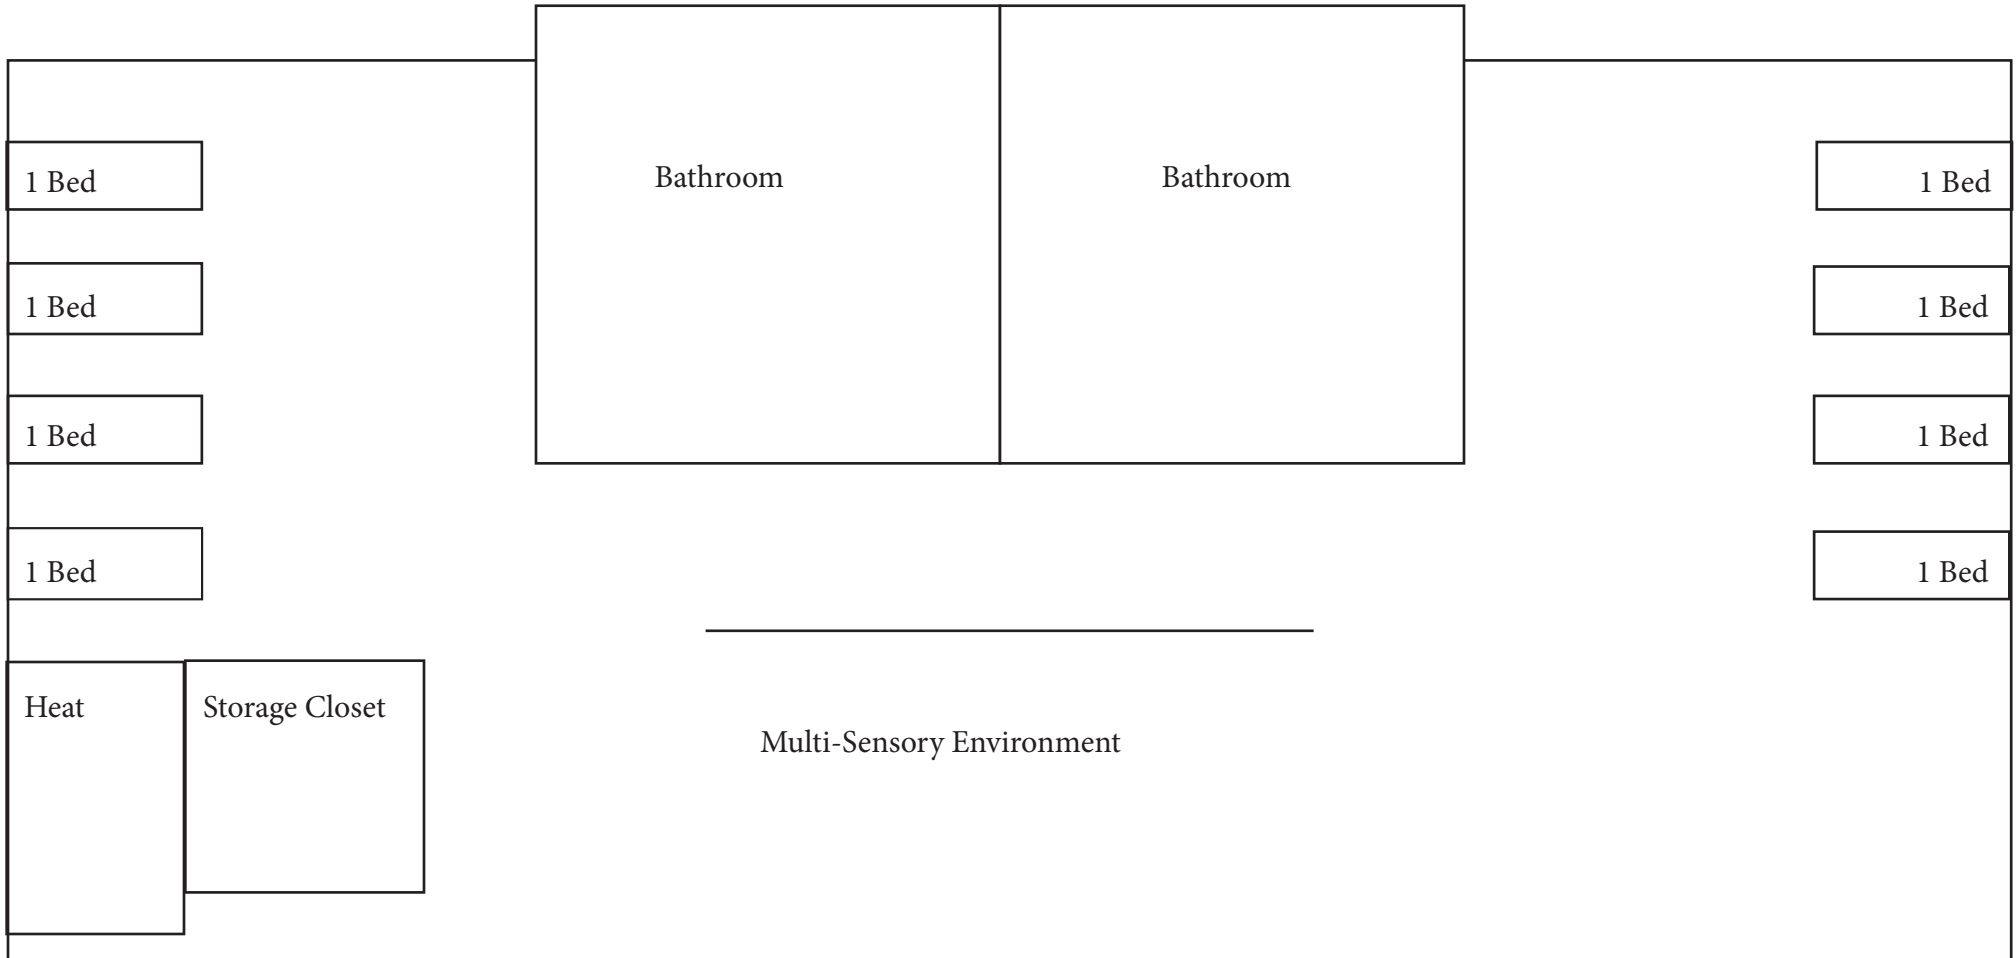 Bathroom
Bathroom
1 Bed
1 Bed
1 Bed
1 Bed
1 Bed
1 Bed
1 Bed
1 Bed
Heat
Storage Closet
Multi-Sensory Environment